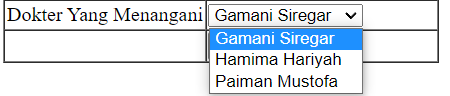 Dokter Yang Menangani Gamani Siregar
Gamani Siregar
Hamima Hariyah
Paiman Mustofa